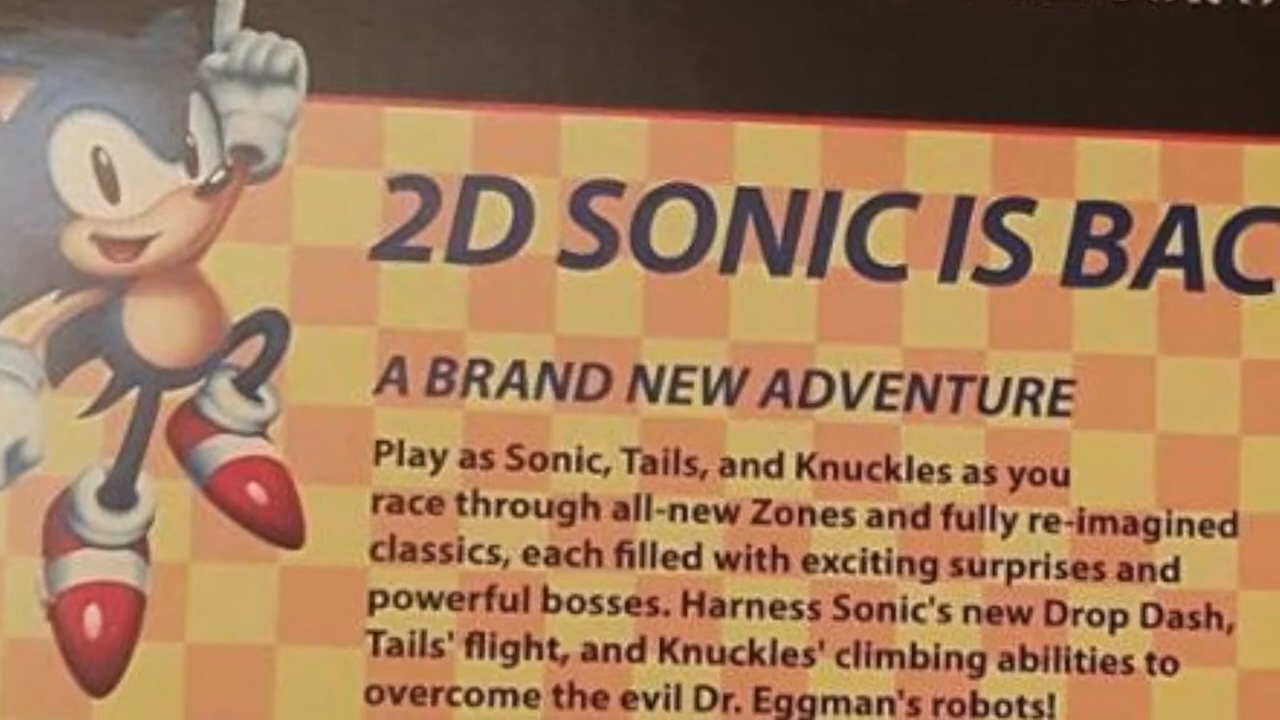 2D SONIC IS BAC
A BRAND NEW ADVENTURE
Play as Sonic, Tails, and Knuckles as you
race through all-new Zones and fully re-imagined
classics, each filled with exciting surprises and
powerful bosses. Harness Sonic's new Drop Dash,
Tails' flight, and Knuckles' climbing abilities to
overcome the evil Dr. Eggman's robots!